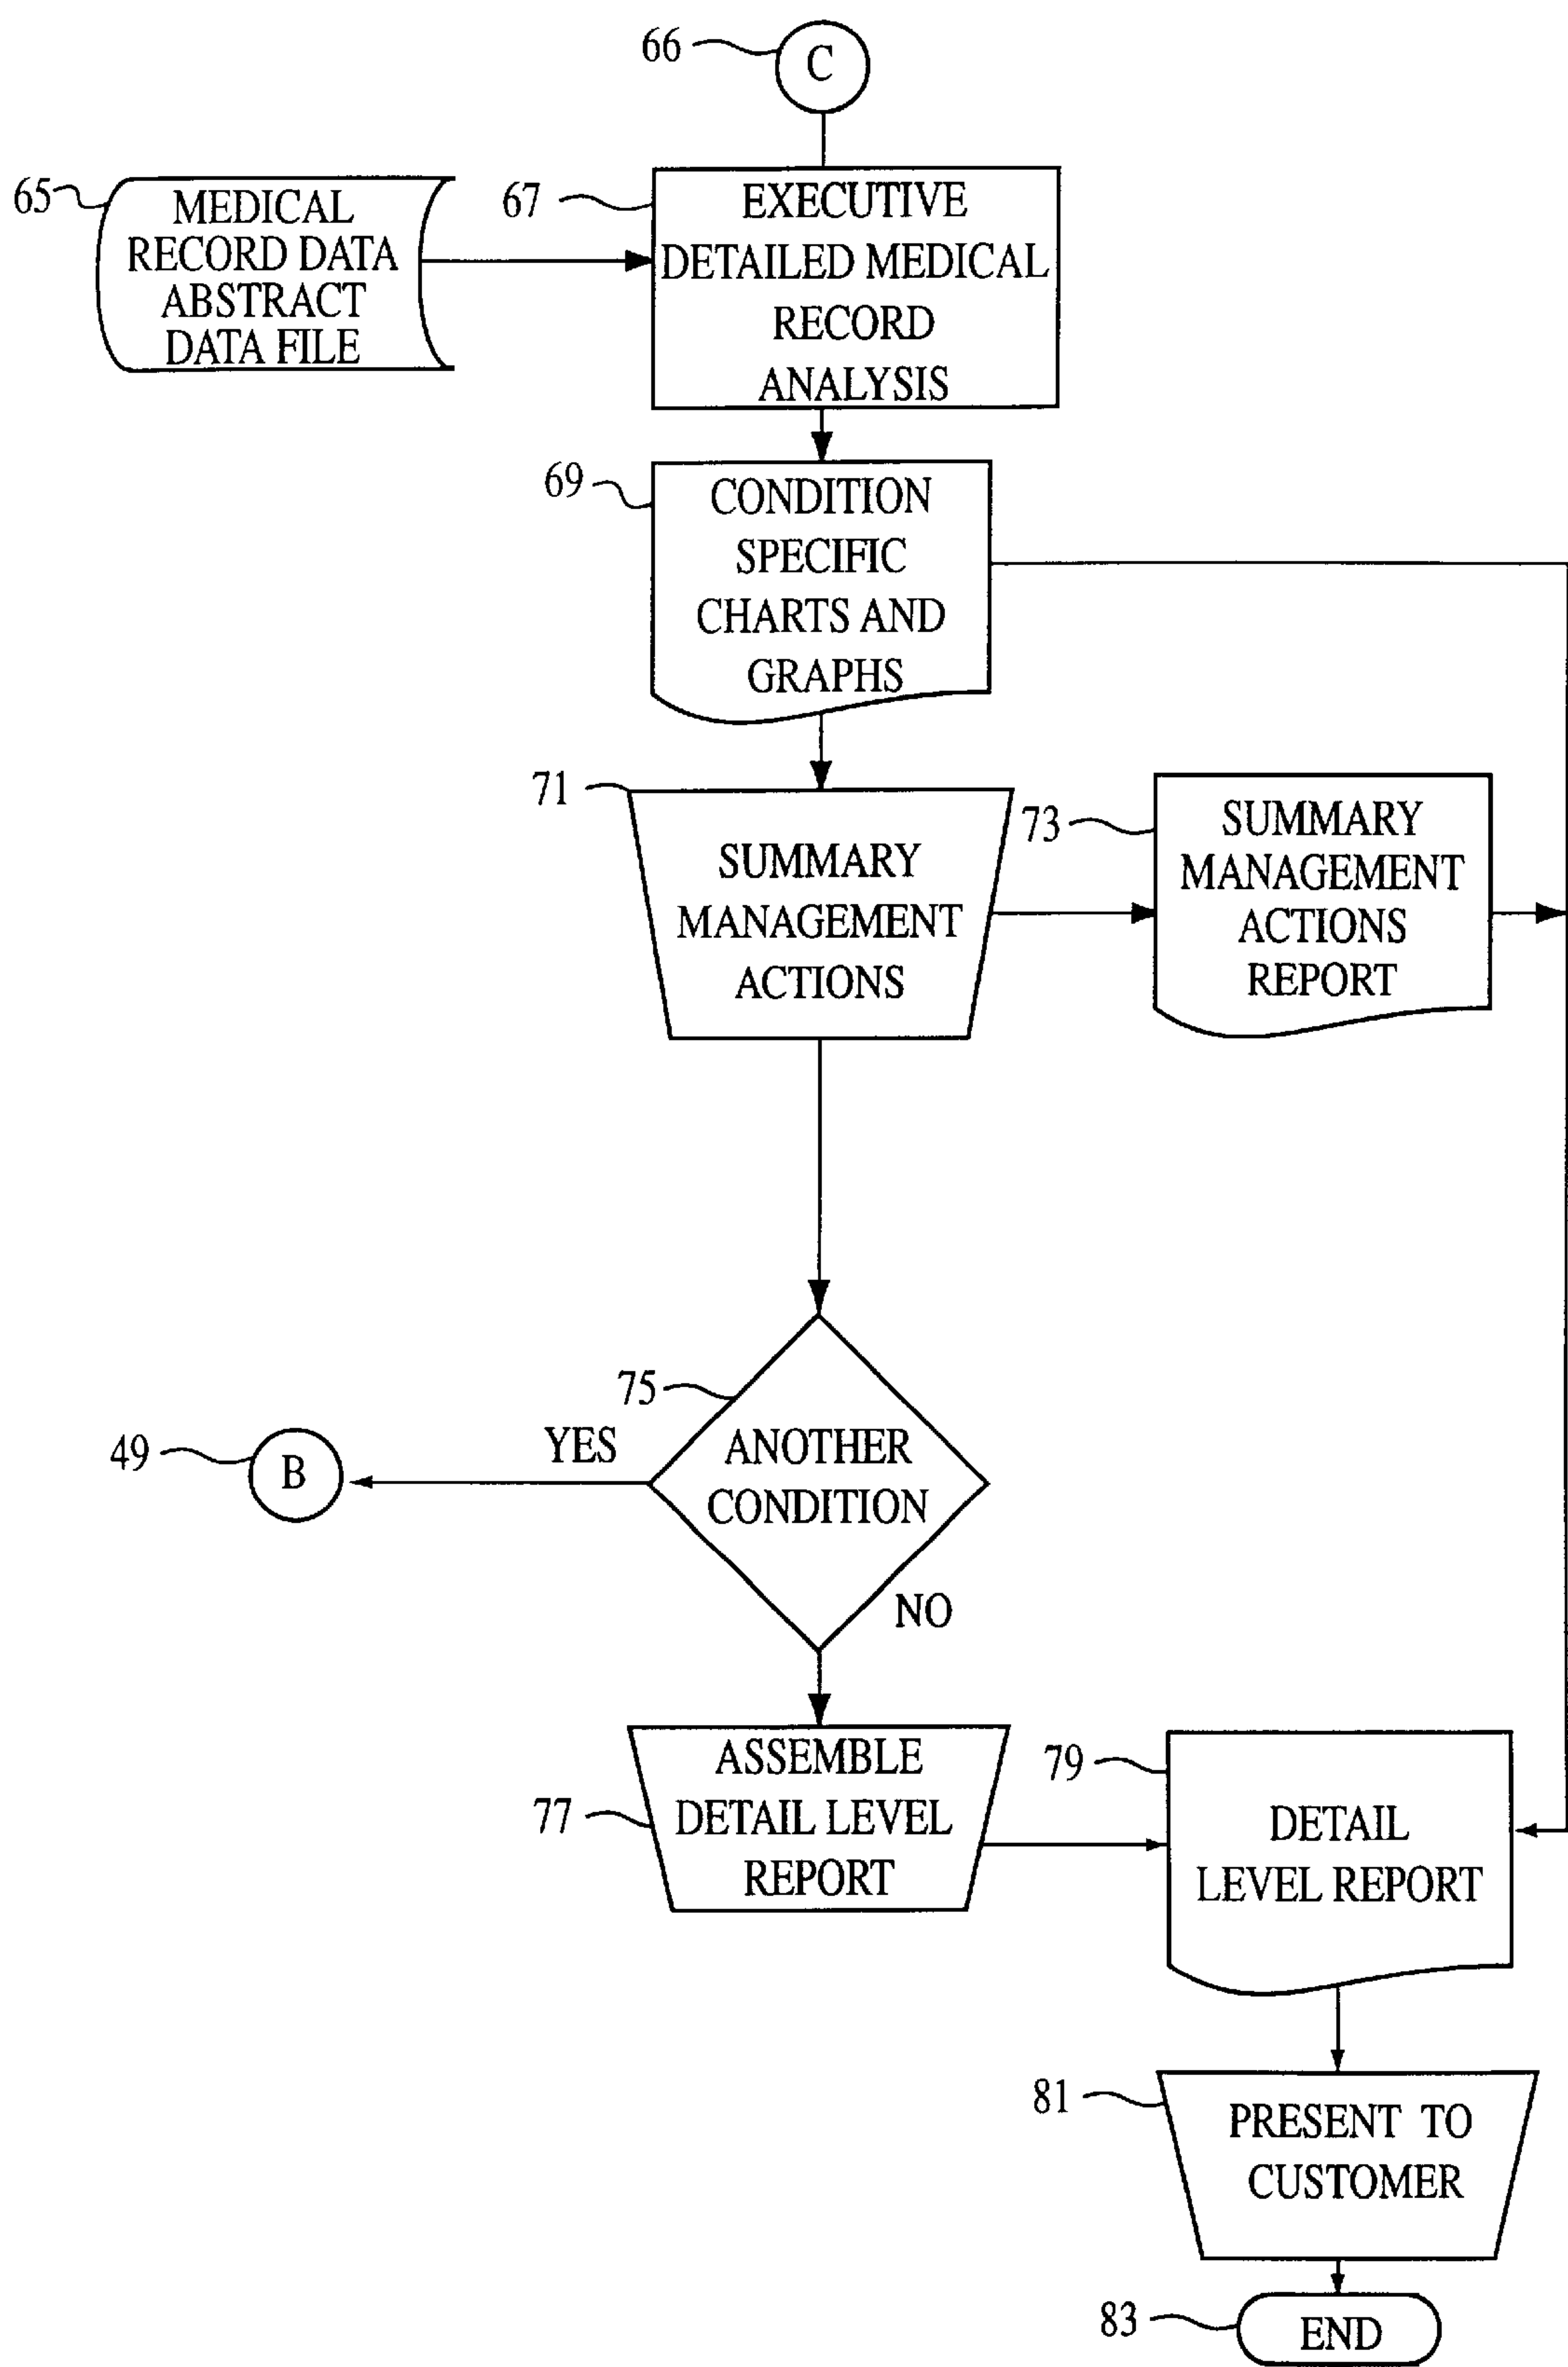 66
C
65
MEDICAL
RECORD DATA
ABSTRACT
DATA FILE
67
EXECUTIVE
DETAILED MEDICAL
RECORD
ANALYSIS
69
CONDITION
SPECIFIC
CHARTS AND
GRAPHS
71
SUMMARY
MANAGEMENT
ACTIONS
73
SUMMARY
MANAGEMENT
ACTIONS
REPORT
75
ANOTHER
CONDITION
YES
49
B
NO
77
ASSEMBLE
DETAIL LEVEL
REPORT
79
DETAIL
LEVEL REPORT
81
PRESENT TO
CUSTOMER
83
END